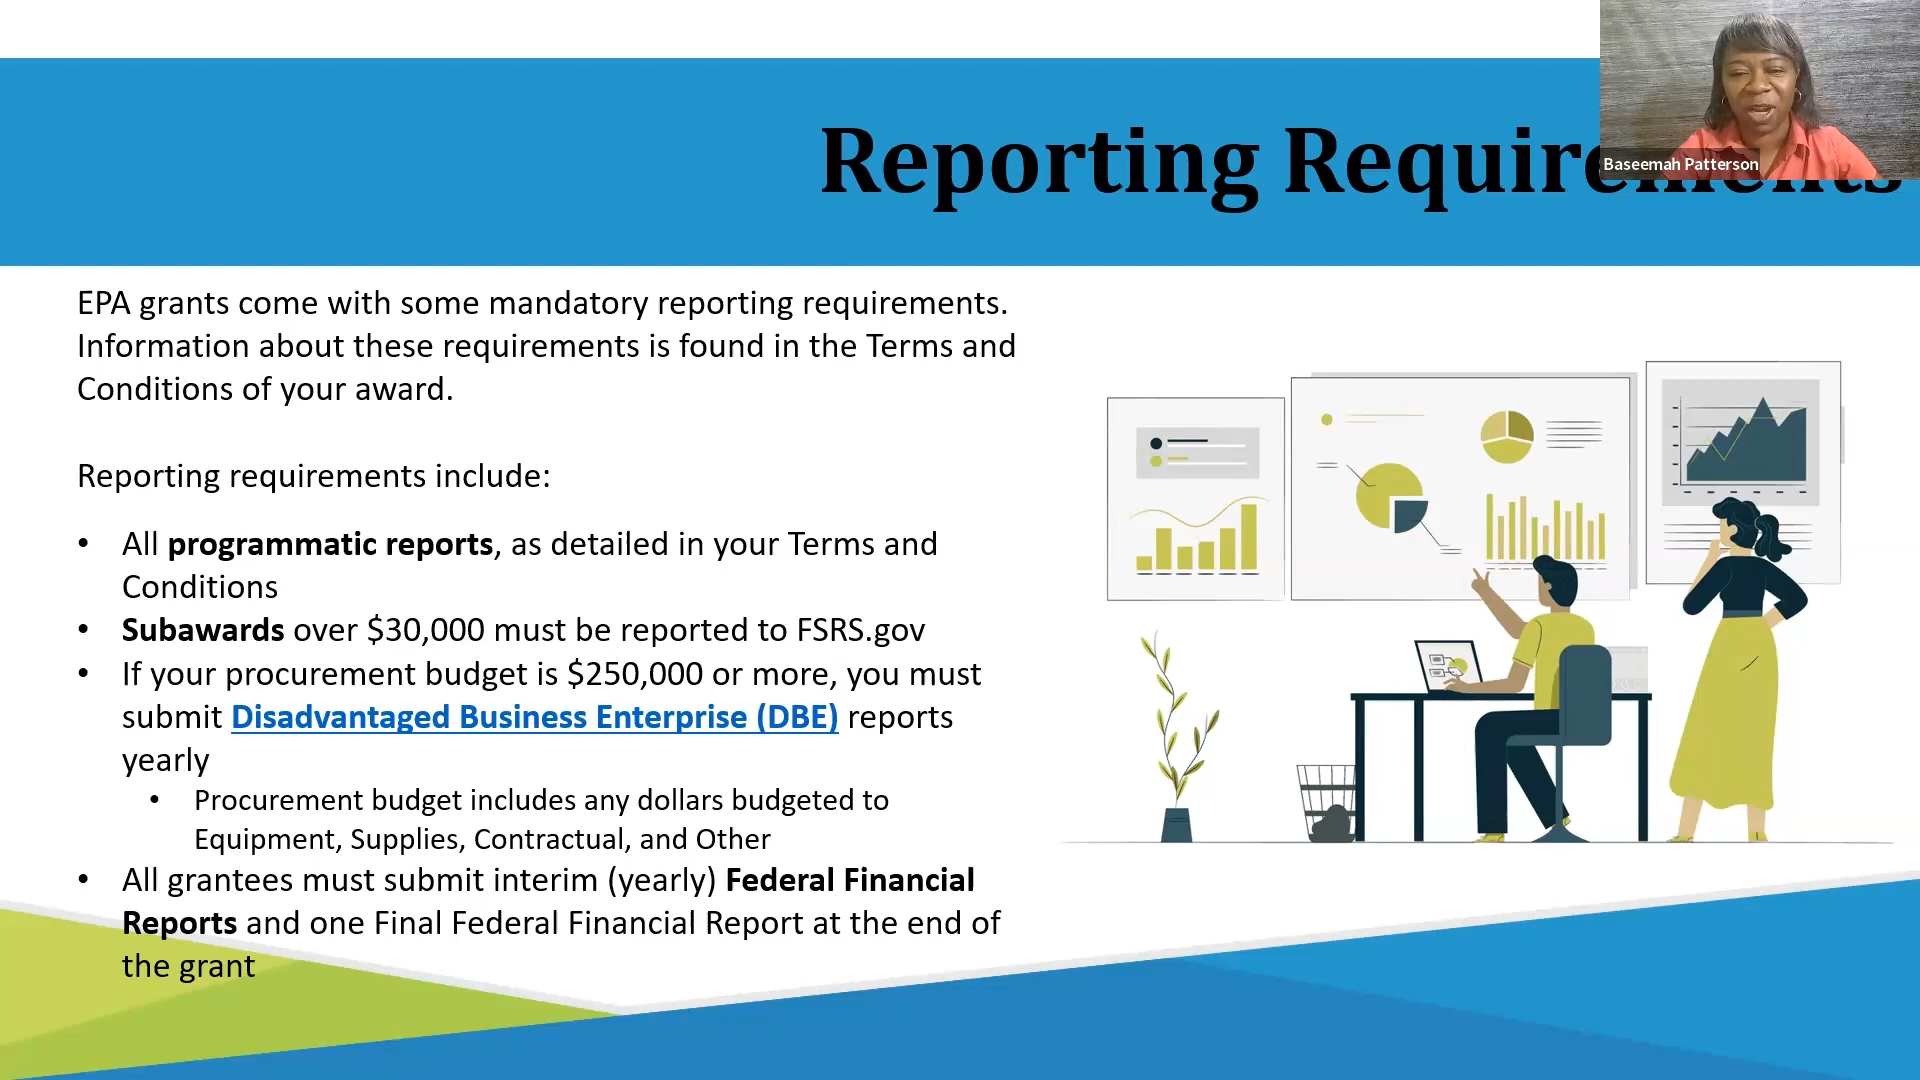 Reporting Requirements
Baseemah Patterson
EPA grants come with some mandatory reporting requirements.
Information about these requirements is found in the Terms and
Conditions of your award.
Reporting requirements include:
• All programmatic reports, as detailed in your Terms and
Conditions
• Subawards over $30,000 must be reported to FSRS.gov
• If your procurement budget is $250,000 or more, you must
submit Disadvantaged Business Enterprise (DBE) reports
yearly
• Procurement budget includes any dollars budgeted to
Equipment, Supplies, Contractual, and Other
• All grantees must submit interim (yearly) Federal Financial
Reports and one Final Federal Financial Report at the end of
the grant